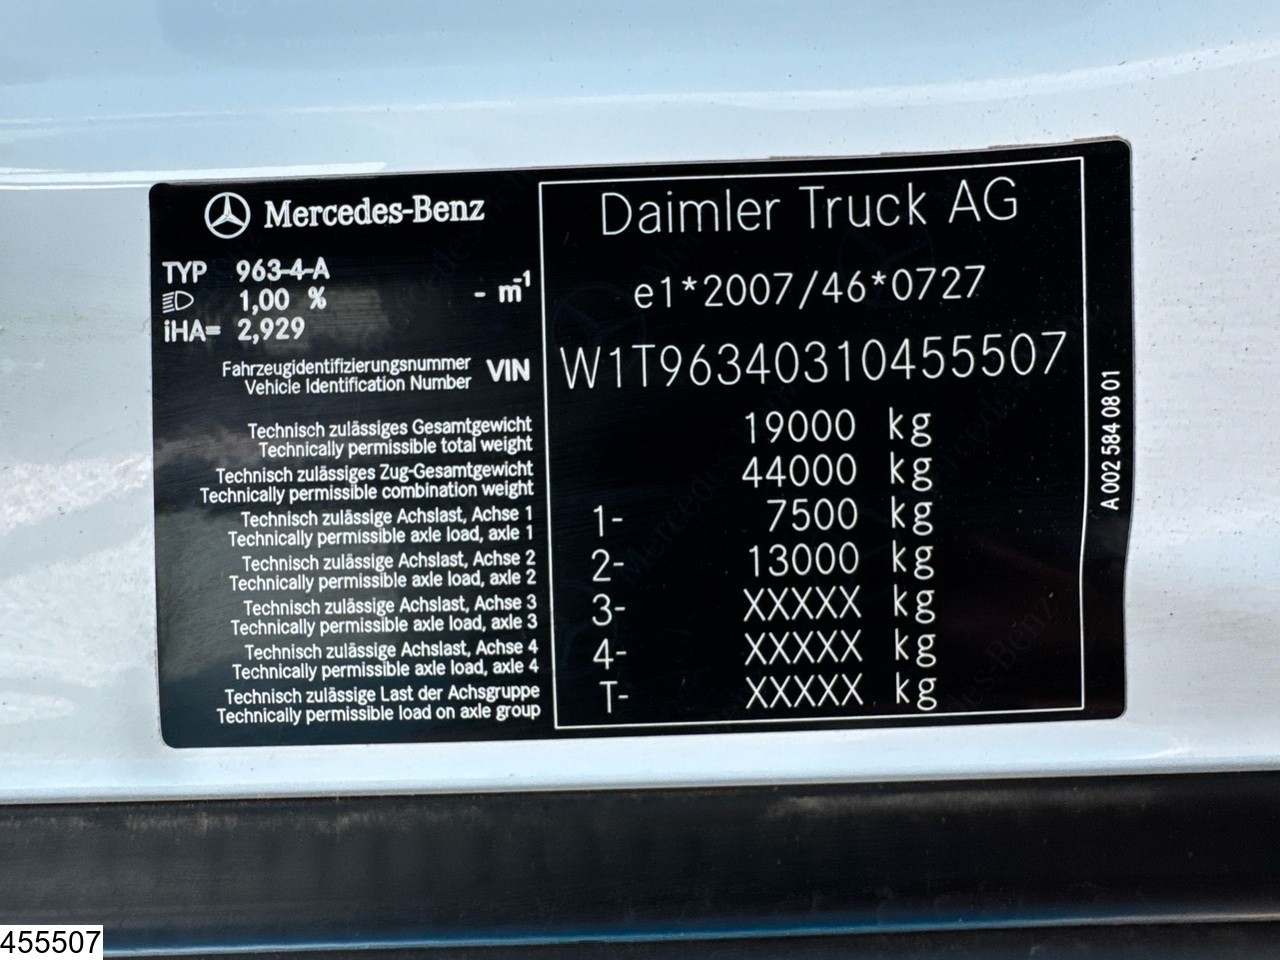 Mercedes-Benz
TYP 963-4-A
1,00 % - m-1
iHA= 2,929
Fahrzeugidentifizierungsnummer
Vehicle Identification Number
VIN
Technisch zulässiges Gesamtgewicht
Technically permissible total weight
Technisch zulässiges Zug-Gesamtgewicht
Technically permissible combination weight
Technisch zulässige Achslast, Achse 1
Technically permissible axle load, axle 1
Technisch zulässige Achslast, Achse 2
Technically permissible axle load, axle 2
Technisch zulässige Achslast, Achse 3
Technically permissible axle load, axle 3
Technisch zulässige Achslast, Achse 4
Technically permissible axle load, axle 4
Technisch zulässige Last der Achsgruppe
Technically permissible load on axle group
Daimler Truck AG
e1*2007/46*0727
W1T96340310455507
19000 kg
44000 kg
1- 7500 kg
2- 13000 kg
3- XXXXX kg
4- XXXXX kg
T- XXXXX kg
A 002 584 08 01
455507